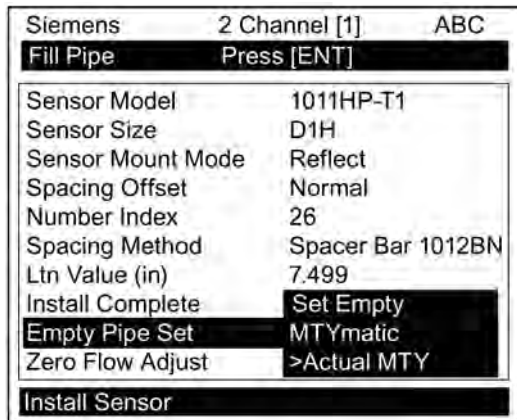 Siemens 2 Channel [1] ABC
Fill Pipe Press [ENT]
Sensor Model 1011HP-T1
Sensor Size D1H
Sensor Mount Mode Reflect
Spacing Offset Normal
Number Index 26
Spacing Method Spacer Bar 1012BN
Ltn Value (in) 7.499
Install Complete Set Empty
Empty Pipe Set MTYmatic
Zero Flow Adjust >Actual MTY
Install Sensor